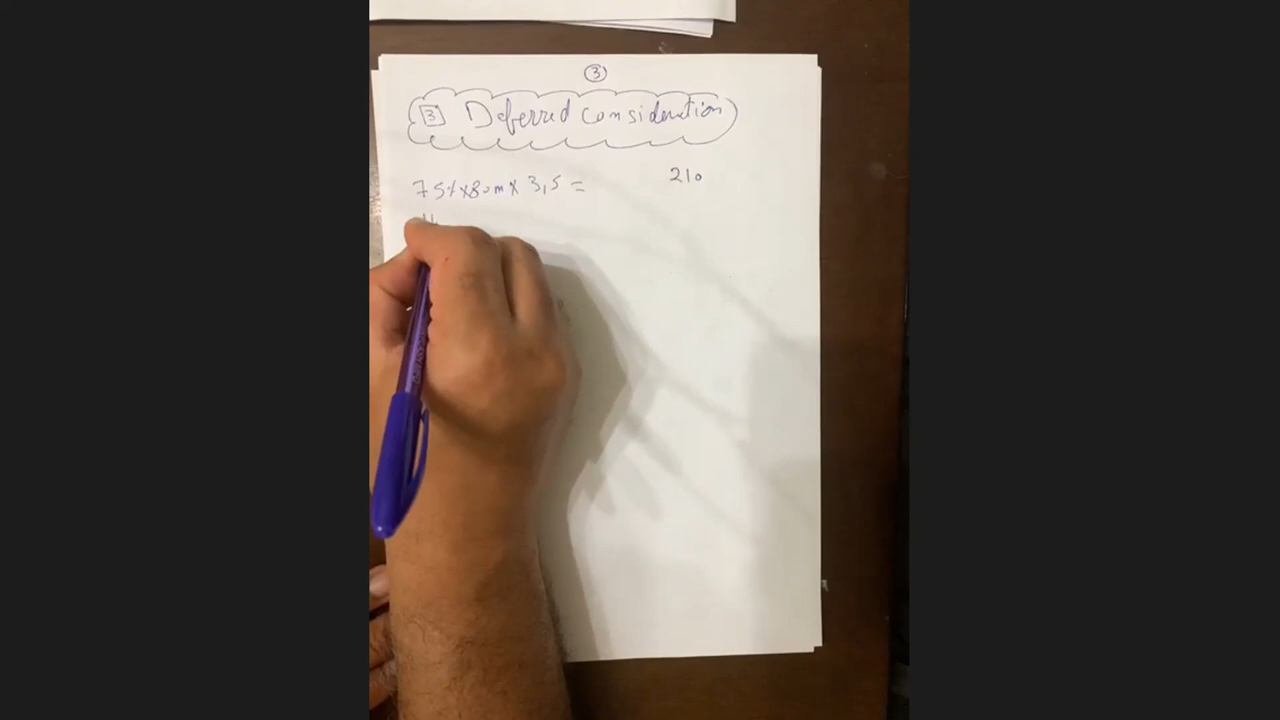 3
3 Deferred consideration
75% x 80m x 3,5 = 210